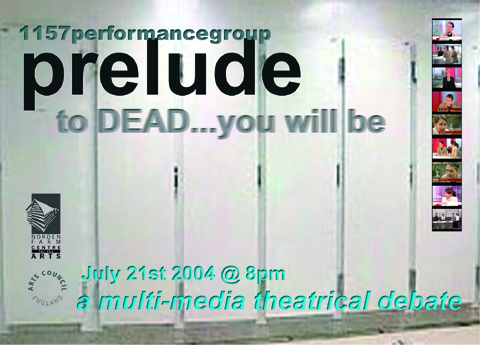 1157performancegroup
prelude
to DEAD...you will be
NORDEN
FARM
CENTRE
FOR THE
ARTS
ARTS COUNCIL
ENGLAND
July 21st 2004 @ 8pm
a multi-media theatrical debate